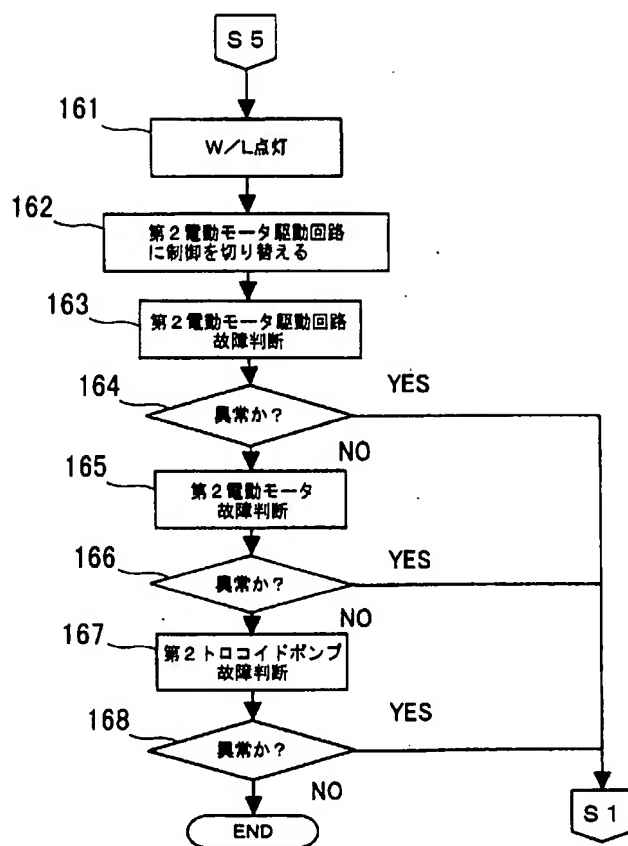 S5
161
W/L点灯
162
第2電動モータ駆動回路
に制御を切り替える
163
第2電動モータ駆動回路
故障判断
164
異常か?
YES
NO
165
第2電動モータ
故障判断
166
異常か?
YES
NO
167
第2トロコイドポンプ
故障判断
168
異常か?
YES
NO
END
S1